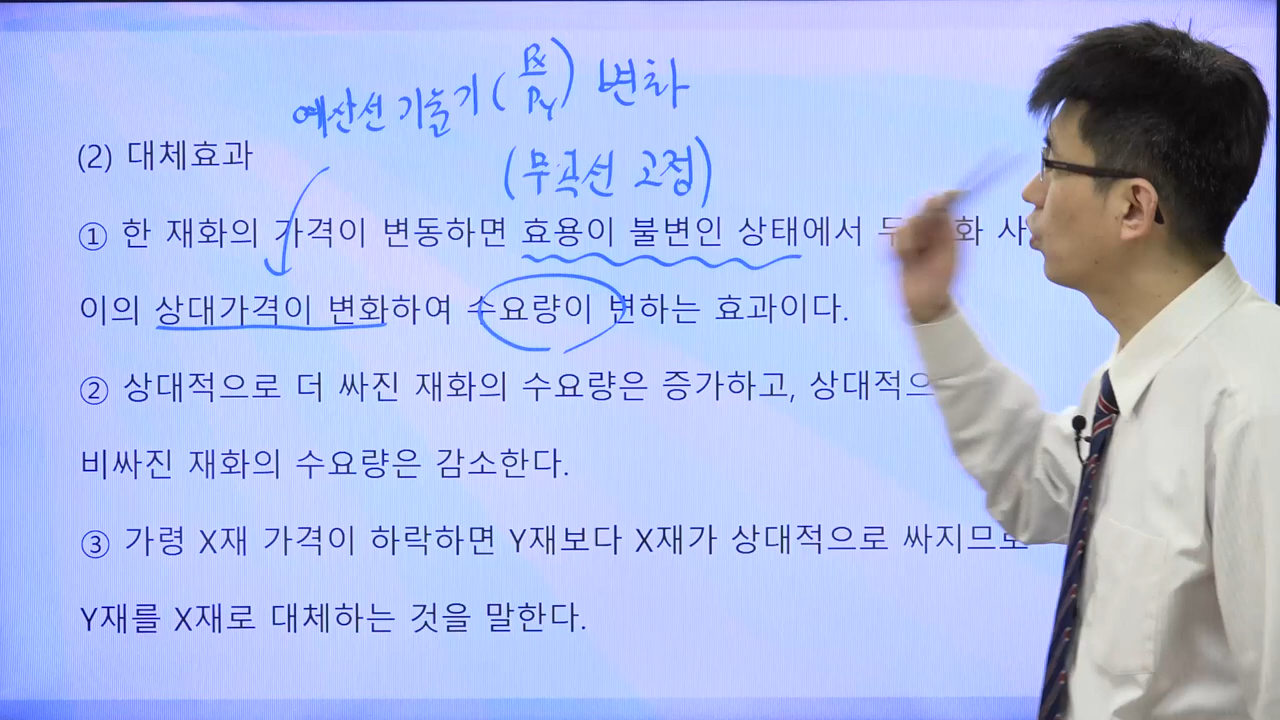 예산선 기울기 (Px/Py) 변화
(2) 대체효과
(무곡선 고정)
① 한 재화의 가격이 변동하면 효용이 불변인 상태에서 사
이의 상대가격이 변화하여 수요량이 변하는 효과이다.
② 상대적으로 더 싸진 재화의 수요량은 증가하고, 상대적으
비싸진 재화의 수요량은 감소한다.
③ 가령 X재 가격이 하락하면 Y재보다 X재가 상대적으로 싸지므로
Y재를 X재로 대체하는 것을 말한다.